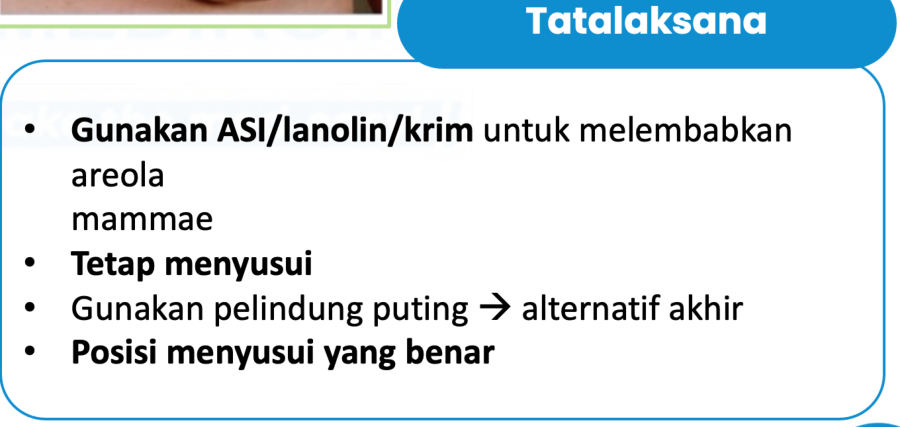 Tatalaksana
• Gunakan ASI/lanolin/krim untuk melembabkan
areola
mammae
• Tetap menyusui
• Gunakan pelindung puting → alternatif akhir
• Posisi menyusui yang benar